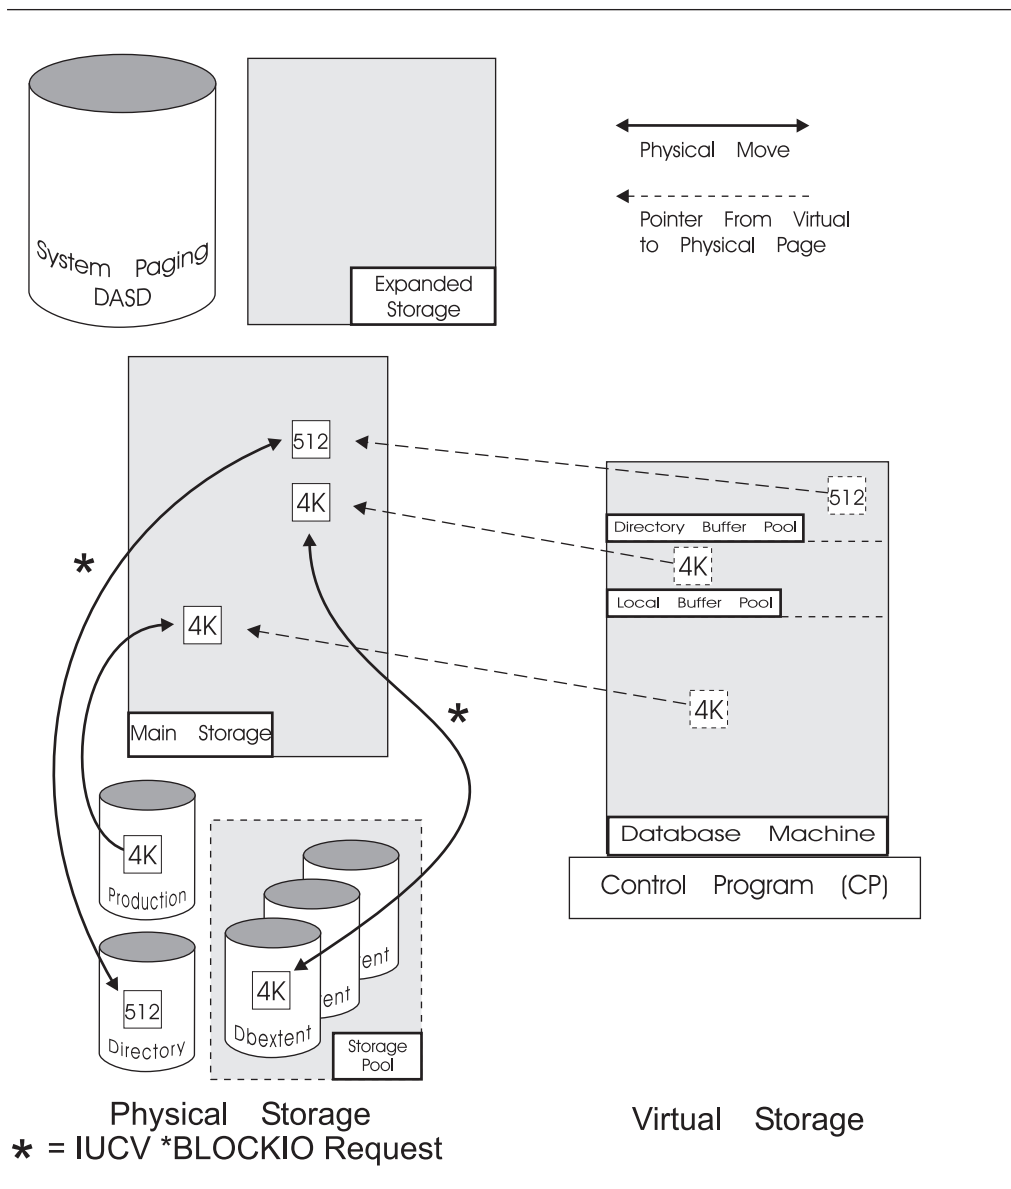 System Paging
DASD
Expanded
Storage
Physical Move
Pointer From Virtual
to Physical Page
512
4K
4K
Main Storage
*
*
512
Directory Buffer Pool
4K
Local Buffer Pool
4K
Database Machine
Control Program (CP)
4K
Production
512
Directory
4K
Dbextent
ent
ent
Storage
Pool
Physical Storage
Virtual Storage
* = IUCV *BLOCKIO Request